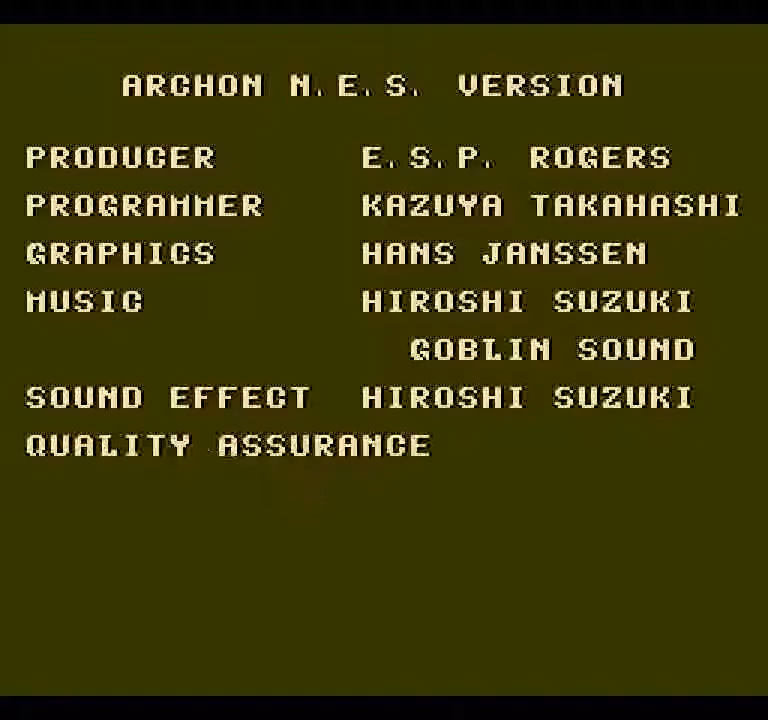 ARCHON N.E.S. VERSION
PRODUCER E.S.P. ROGERS
PROGRAMMER KAZUYA TAKAHASHI
GRAPHICS HANS JANSSEN
MUSIC HIROSHI SUZUKI
GOBLIN SOUND
SOUND EFFECT HIROSHI SUZUKI
QUALITY ASSURANCE